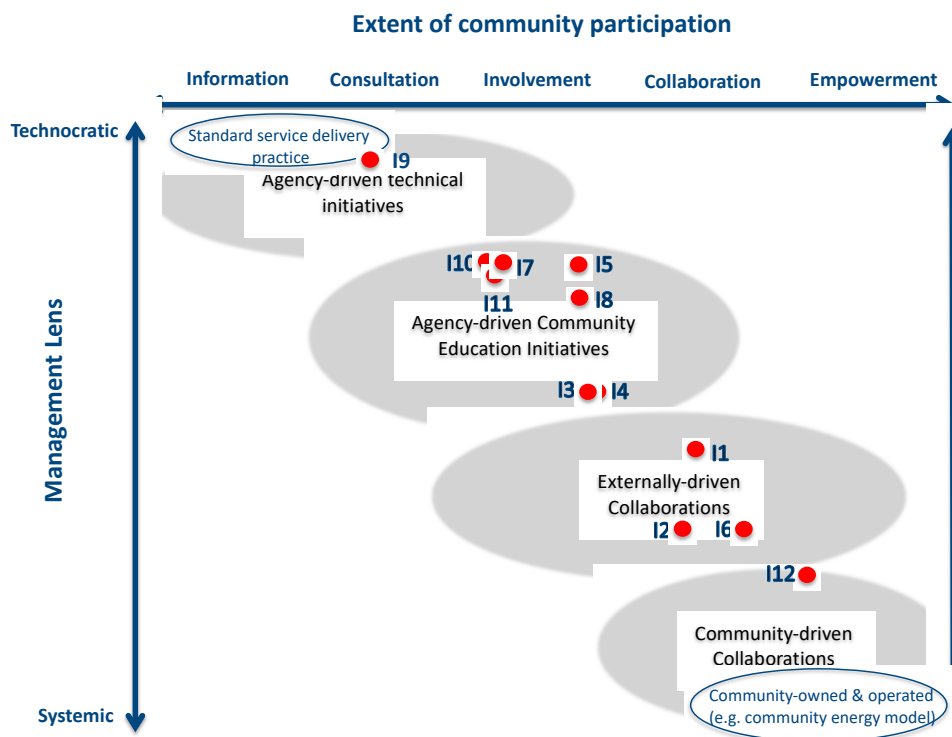 Extent of community participation
Information
Consultation
Involvement
Collaboration
Empowerment
Technocratic
Standard service delivery
practice
I9
Agency-driven technical
initiatives
I10
I7
I5
I11
I8
Agency-driven Community
Education Initiatives
Management Lens
I3
I4
I1
Externally-driven
Collaborations
I2
I6
I12
Community-driven
Collaborations
Community-owned & operated
(e.g. community energy model)
Systemic